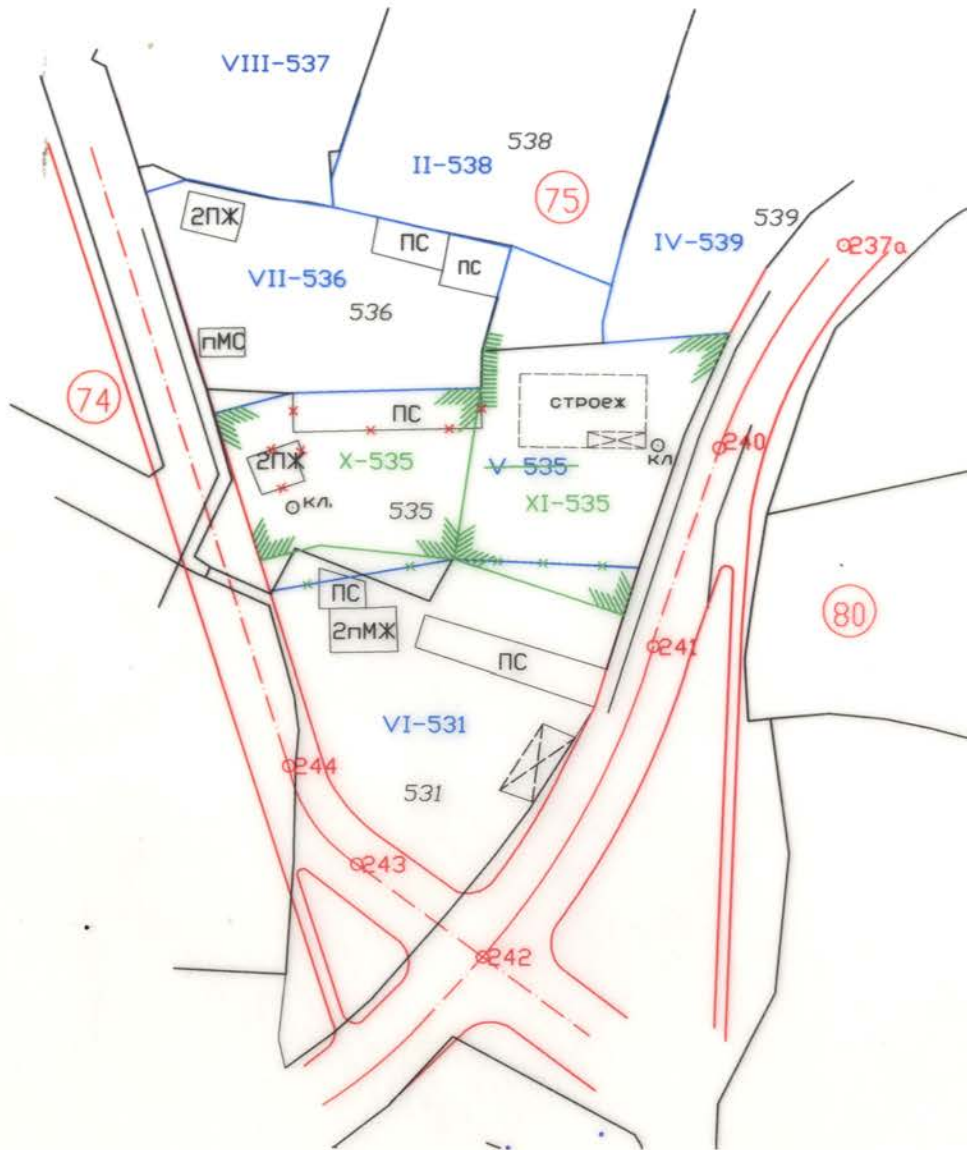 VIII-537
538
II-538
75
539
2ПЖ
IV-539
237а
ПС
ПС
VII-536
536
пМС
74
строеж
ПС
240
2ПЖ
X-535
V-535
кл
кл.
535
XI-535
ПС
80
2пМЖ
241
ПС
VI-531
244
531
243
242